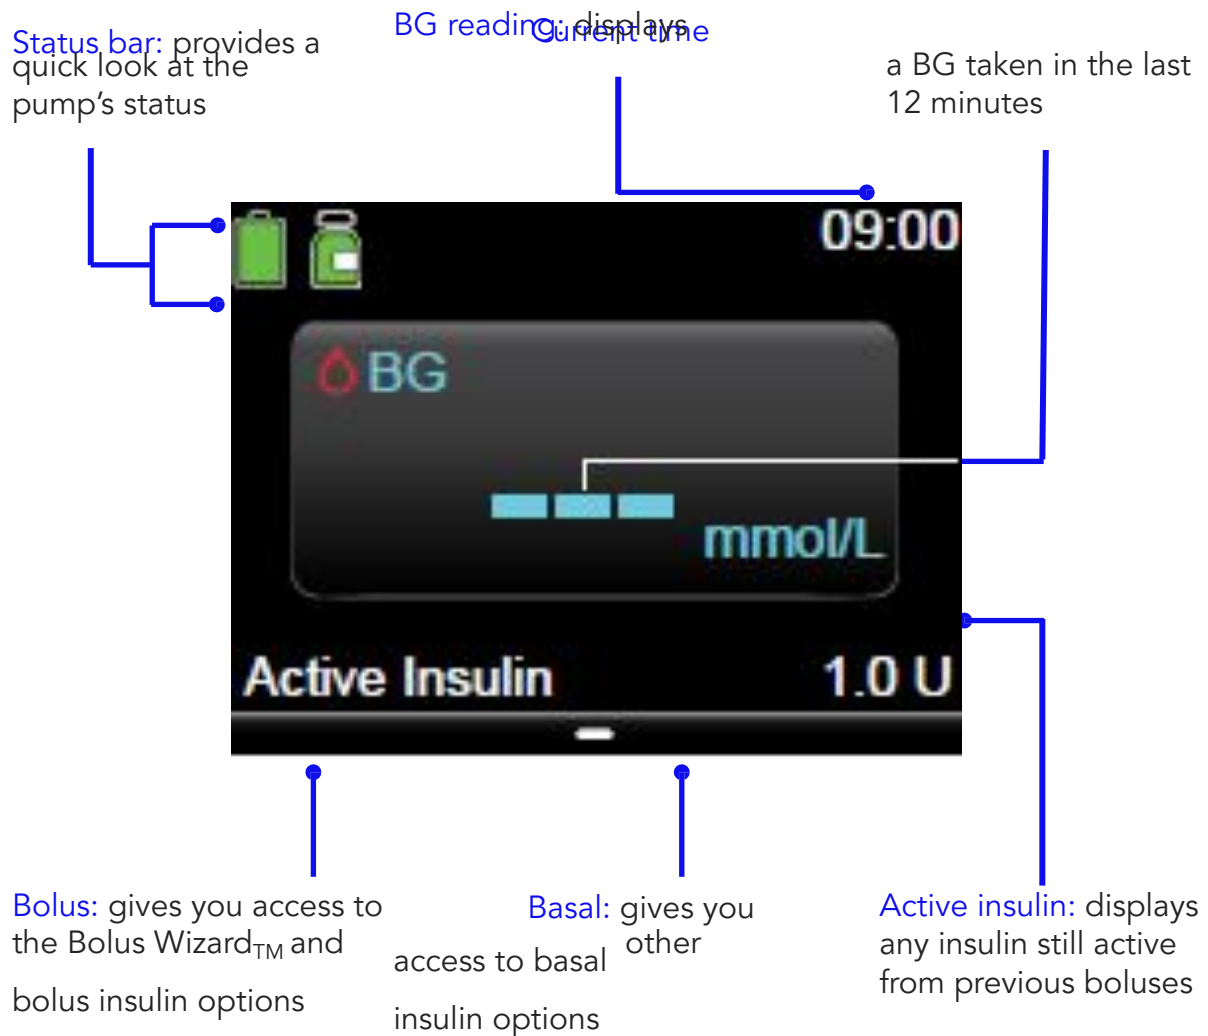 BG reading: displays
Current time
Status bar: provides a
quick look at the
pump's status
a BG taken in the last
12 minutes
09:00
BG
mmol/L
Active Insulin 1.0 U
Bolus: gives you access to
the Bolus Wizard™ and
bolus insulin options
Basal: gives you
other
access to basal
insulin options
Active insulin: displays
any insulin still active
from previous boluses